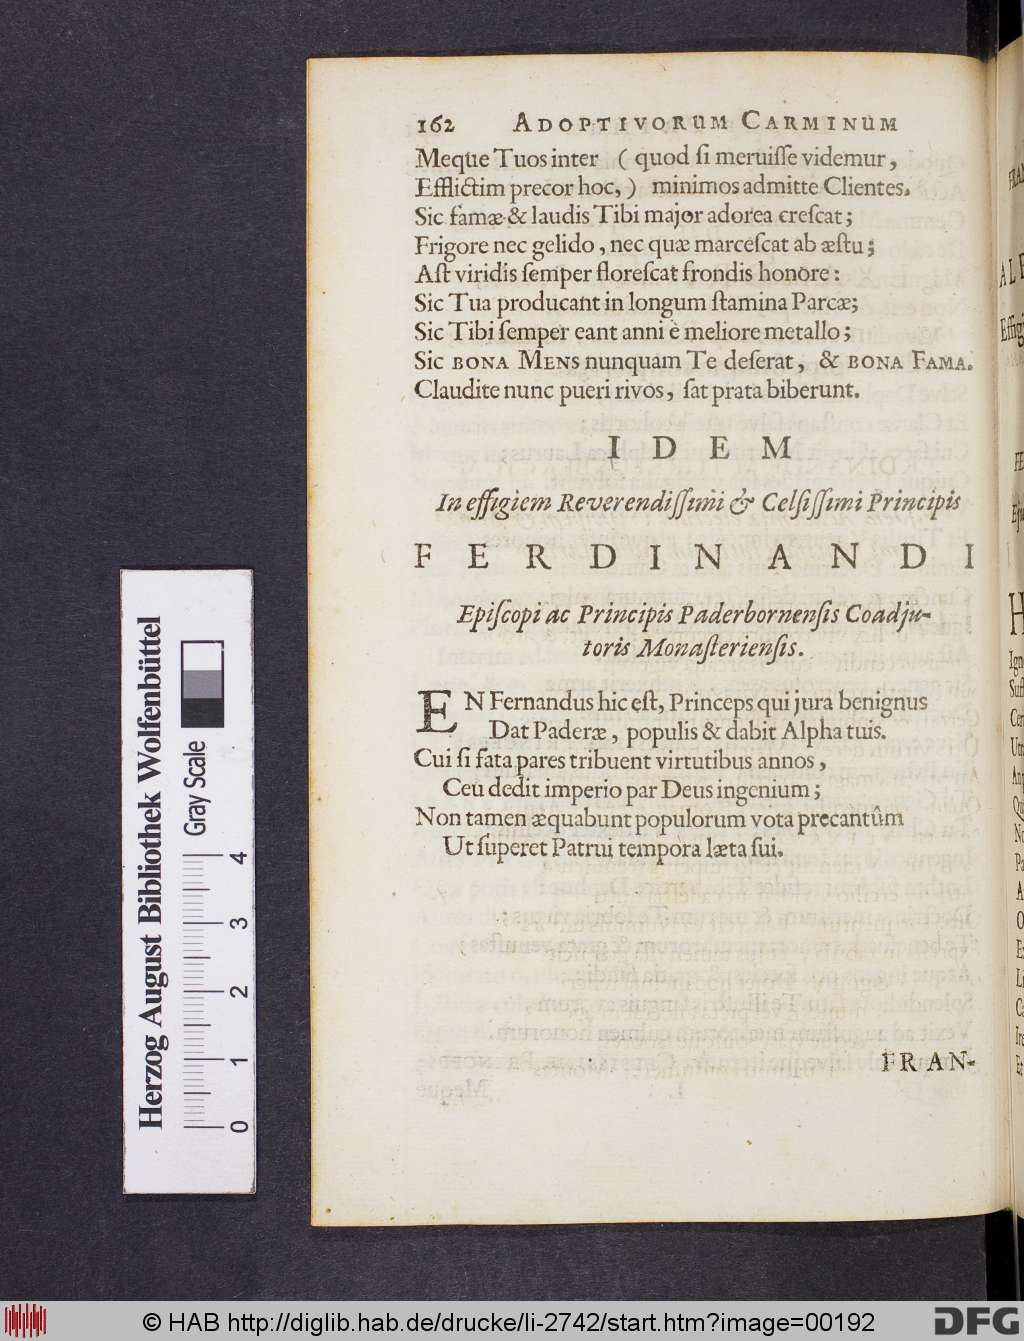 162 ADOPTIVORUM CARMINUM
Meque Tuos inter ( quod ſi meruiſſe videmur ,
Efflictim precor hoc, ) minimos admitte Clientes.
Sic famæ & laudis Tibi major adorea creſcat ;
Frigore nec gelido , nec quæ marceſcat ab æſtu ;
Aſt viridis ſemper floreſcat frondis honore :
Sic Tua producant in longum ſtamina Parcæ;
Sic Tibi ſemper eant anni è meliore metallo ;
Sic BONA MENS nunquam Te deſerat , & BONA FAMA.
Claudite nunc pueri rivos , ſat prata biberunt.
IDEM
In effigiem Reverendiſſimi & Celſiſſimi Principis
FERDINANDI
Epiſcopi ac Principis Paderbornenſis Coadju-
toris Monaſterienſis.
EN Fernandus hic eſt, Princeps qui jura benignus
Dat Paderæ , populis & dabit Alpha tuis.
Cui ſi fata pares tribuent virtutibus annos ,
Ceu dedit imperio par Deus ingenium ;
Non tamen æquabunt populorum vota precantûm
Ut ſuperet Patrui tempora læta ſui.
FRAN-
Herzog August Bibliothek Wolfenbüttel
Gray Scale
0 1 2 3 4
© HAB http://diglib.hab.de/drucke/li-2742/start.htm?image=00192
DFG